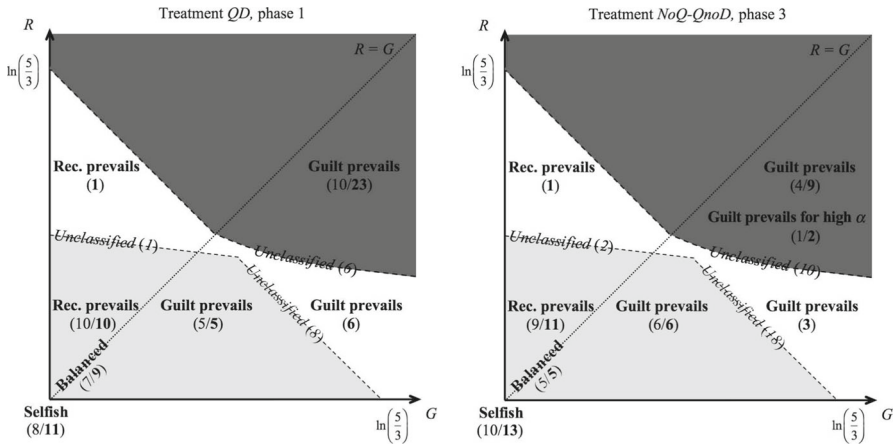 Treatment QD, phase 1
R
ln(5/3)
R = G
Rec. prevails
(1)
Guilt prevails
(10/23)
Unclassified (1)
Unclassified (6)
Unclassified (8)
Rec. prevails
(10/10)
Guilt prevails
(5/5)
Guilt prevails
(6)
Balanced
(7/9)
Selfish
(8/11)
ln(5/3)
G
Treatment NoQ-QnoD, phase 3
R
ln(5/3)
R = G
Rec. prevails
(1)
Guilt prevails
(4/9)
Guilt prevails for high α
(1/2)
Unclassified (2)
Unclassified (10)
Unclassified (18)
Rec. prevails
(9/11)
Guilt prevails
(6/6)
Guilt prevails
(3)
Balanced
(5/5)
Selfish
(10/13)
ln(5/3)
G